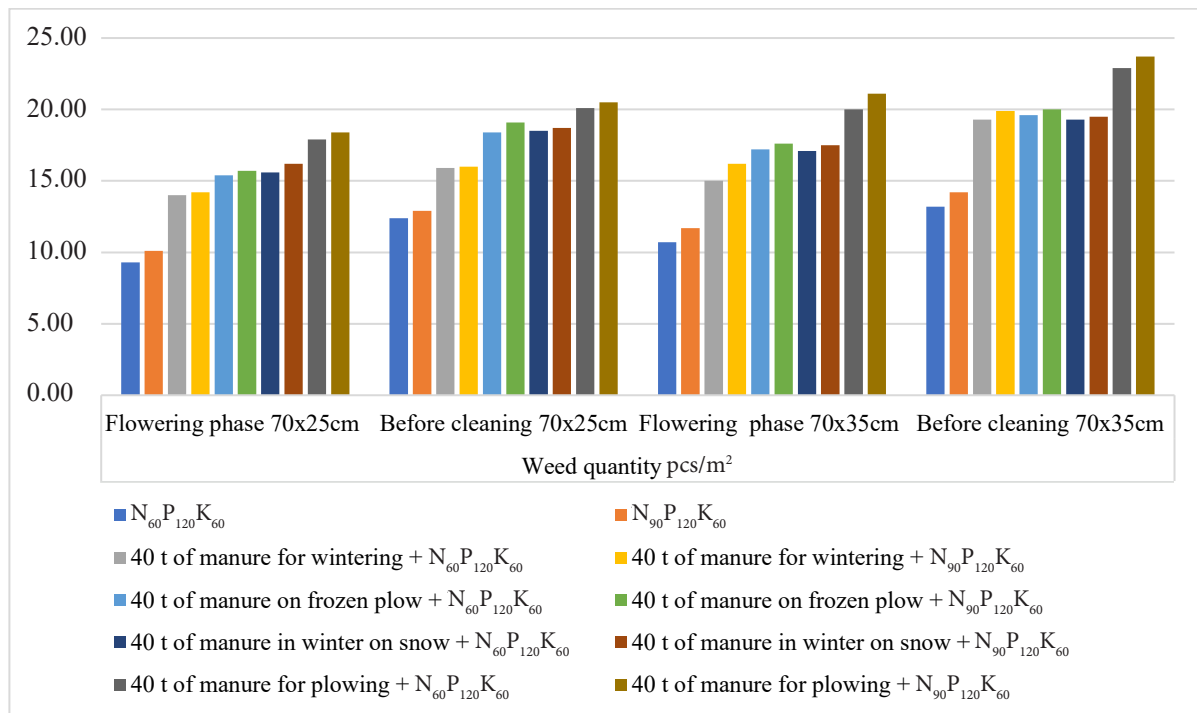 25.00
20.00
15.00
10.00
5.00
0.00
Flowering phase 70x25cm Before cleaning 70x25cm Flowering phase 70x35cm Before cleaning 70x35cm
Weed quantity pcs/m²
N₆₀P₁₂₀K₆₀ N₉₀P₁₂₀K₆₀
40 t of manure for wintering + N₆₀P₁₂₀K₆₀ 40 t of manure for wintering + N₉₀P₁₂₀K₆₀
40 t of manure on frozen plow + N₆₀P₁₂₀K₆₀ 40 t of manure on frozen plow + N₉₀P₁₂₀K₆₀
40 t of manure in winter on snow + N₆₀P₁₂₀K₆₀ 40 t of manure in winter on snow + N₉₀P₁₂₀K₆₀
40 t of manure for plowing + N₆₀P₁₂₀K₆₀ 40 t of manure for plowing + N₉₀P₁₂₀K₆₀